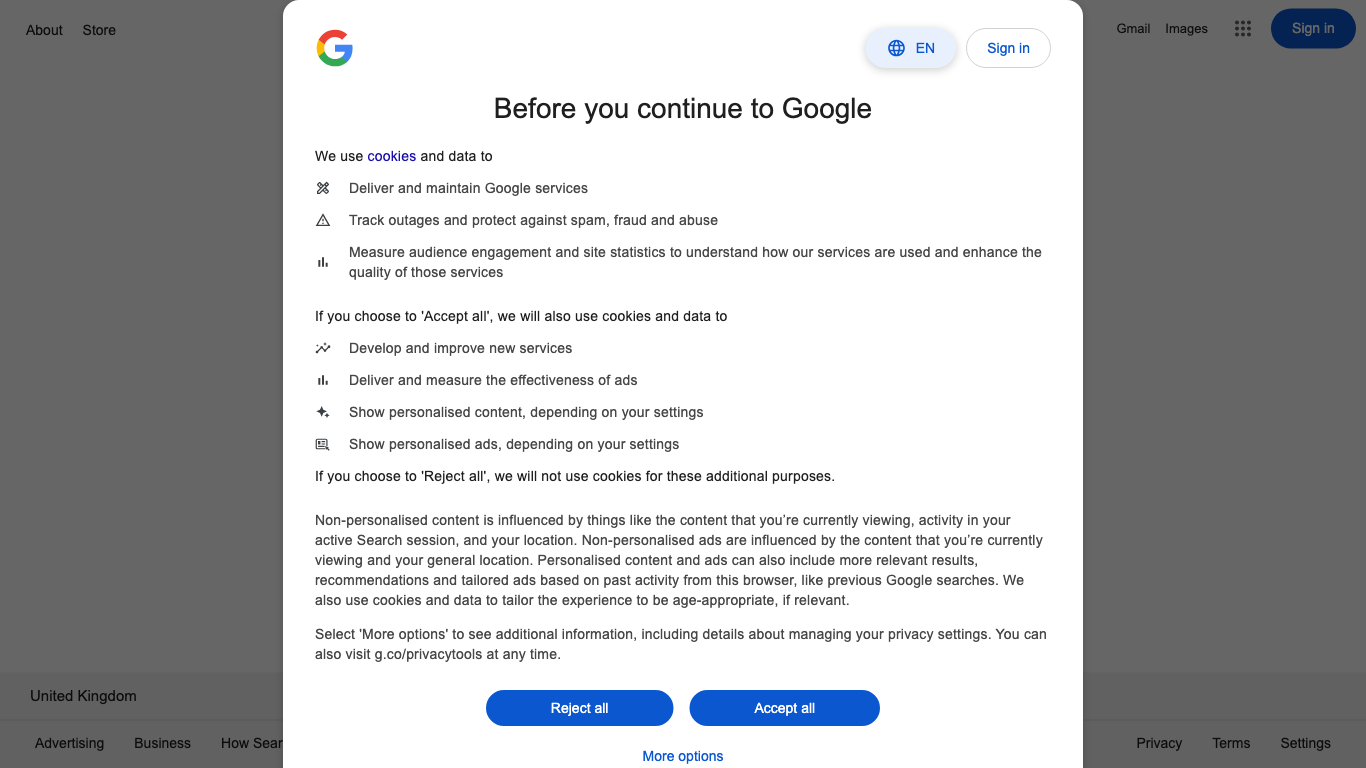 About Store
Gmail Images
Sign in
EN
Sign in
Before you continue to Google
We use cookies and data to
Deliver and maintain Google services
Track outages and protect against spam, fraud and abuse
Measure audience engagement and site statistics to understand how our services are used and enhance the
quality of those services
If you choose to 'Accept all', we will also use cookies and data to
Develop and improve new services
Deliver and measure the effectiveness of ads
Show personalised content, depending on your settings
Show personalised ads, depending on your settings
If you choose to 'Reject all', we will not use cookies for these additional purposes.
Non-personalised content is influenced by things like the content that you’re currently viewing, activity in your
active Search session, and your location. Non-personalised ads are influenced by the content that you’re currently
viewing and your general location. Personalised content and ads can also include more relevant results,
recommendations and tailored ads based on past activity from this browser, like previous Google searches. We
also use cookies and data to tailor the experience to be age-appropriate, if relevant.
Select 'More options' to see additional information, including details about managing your privacy settings. You can
also visit g.co/privacytools at any time.
Reject all
Accept all
More options
United Kingdom
Advertising Business How Sear
Privacy Terms Settings